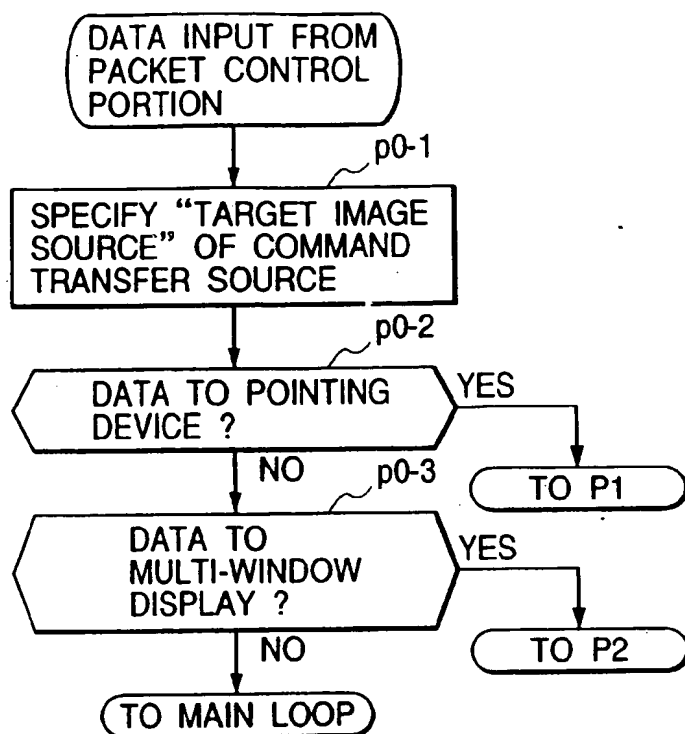 DATA INPUT FROM
PACKET CONTROL
PORTION
p0-1
SPECIFY “TARGET IMAGE
SOURCE” OF COMMAND
TRANSFER SOURCE
p0-2
DATA TO POINTING
DEVICE ?
YES
NO
TO P1
p0-3
DATA TO
MULTI-WINDOW
DISPLAY ?
YES
NO
TO P2
TO MAIN LOOP